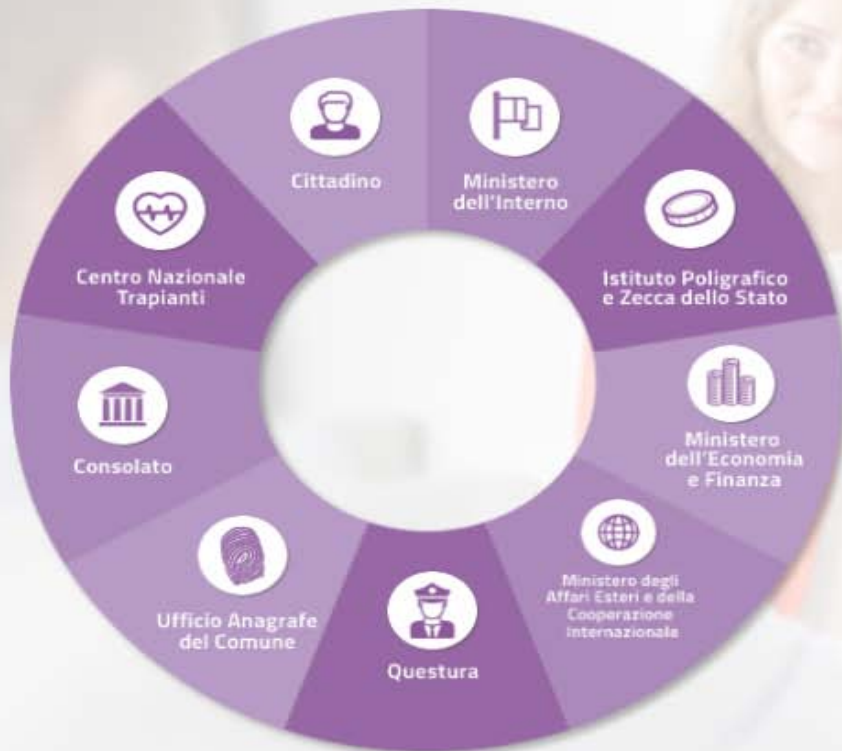 Cittadino
Ministero
dell'Interno
Istituto Poligrafico
e Zecca dello Stato
Ministero
dell'Economia
e Finanza
Ministero degli
Affari Esteri e della
Cooperazione
Internazionale
Questura
Ufficio Anagrafe
del Comune
Consolato
Centro Nazionale
Trapianti